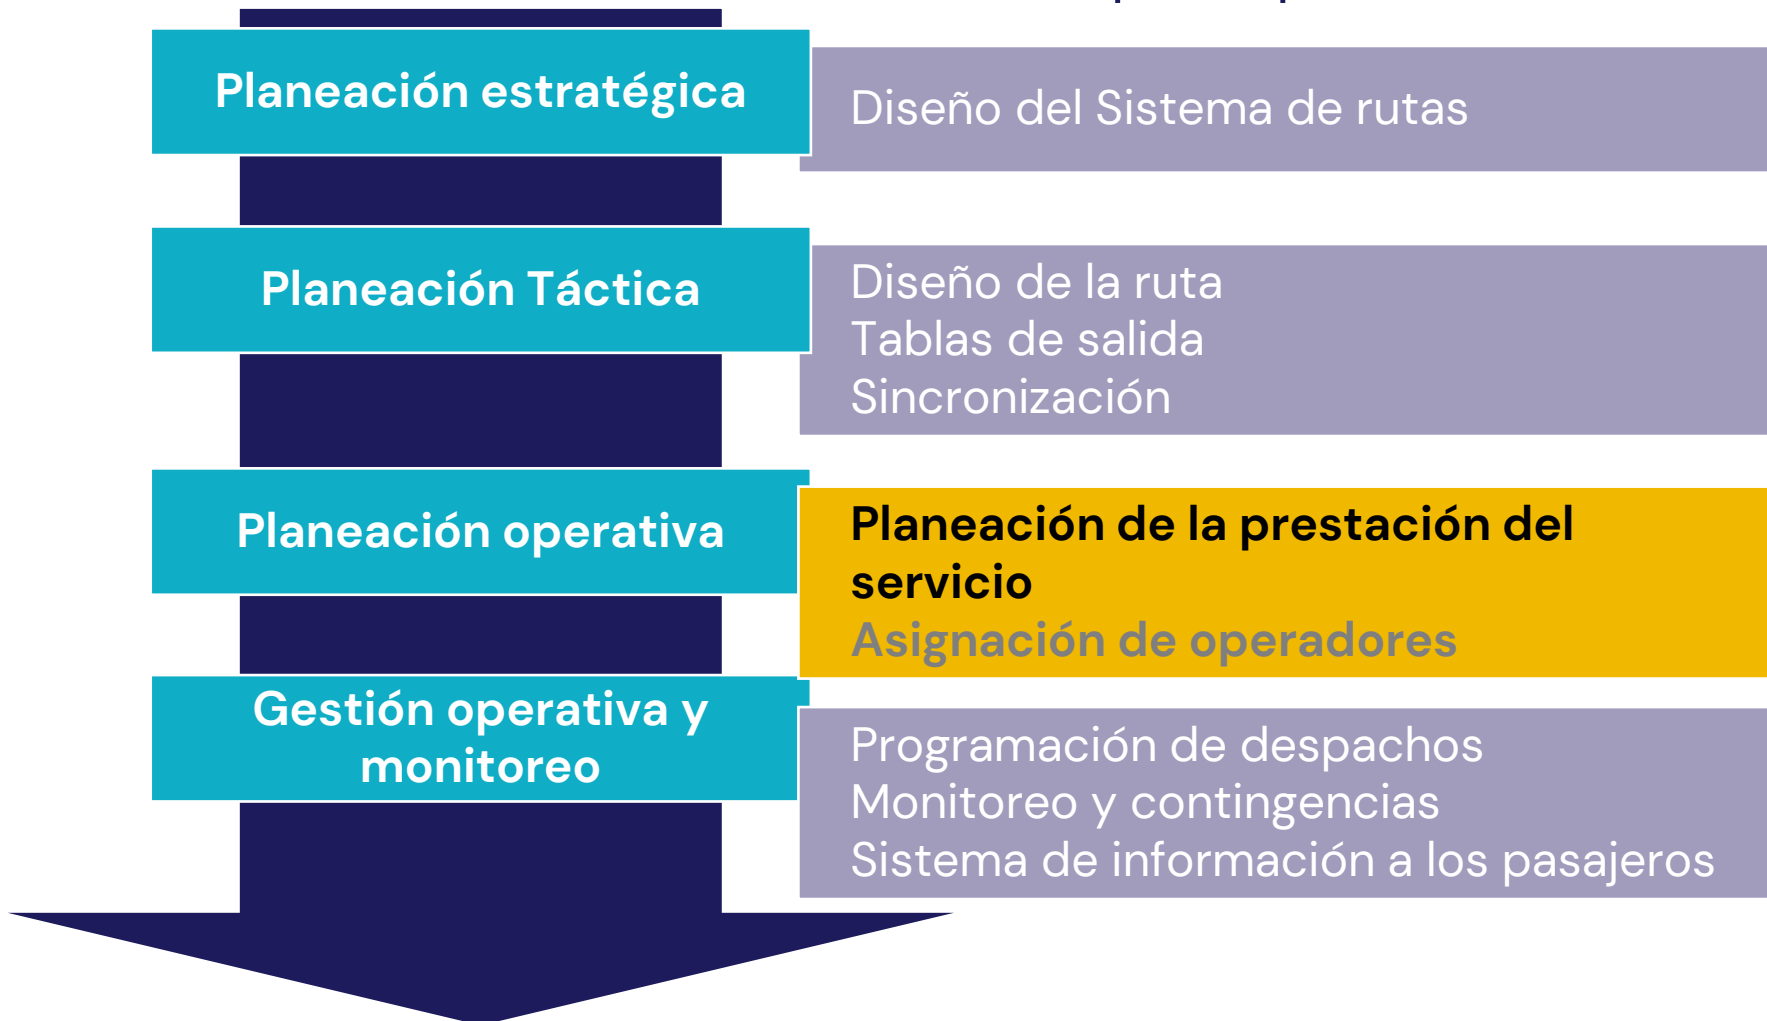 Planeación estratégica
Diseño del Sistema de rutas
Planeación Táctica
Diseño de la ruta
Tablas de salida
Sincronización
Planeación operativa
Planeación de la prestación del
servicio
Asignación de operadores
Gestión operativa y
monitoreo
Programación de despachos
Monitoreo y contingencias
Sistema de información a los pasajeros